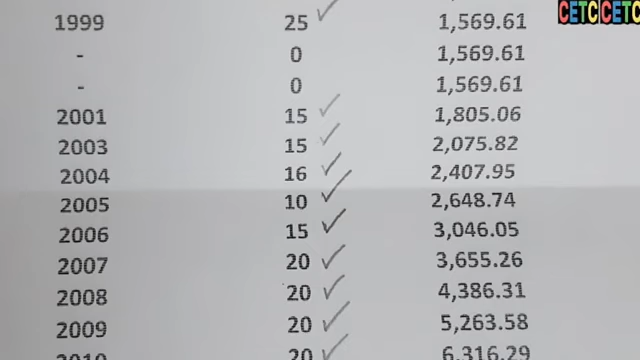 CETC CETC
1999 25 1,569.61
- 0 1,569.61
- 0 1,569.61
2001 15 1,805.06
2003 15 2,075.82
2004 16 2,407.95
2005 10 2,648.74
2006 15 3,046.05
2007 20 3,655.26
2008 20 4,386.31
2009 20 5,263.58
2010 20 6,316.29